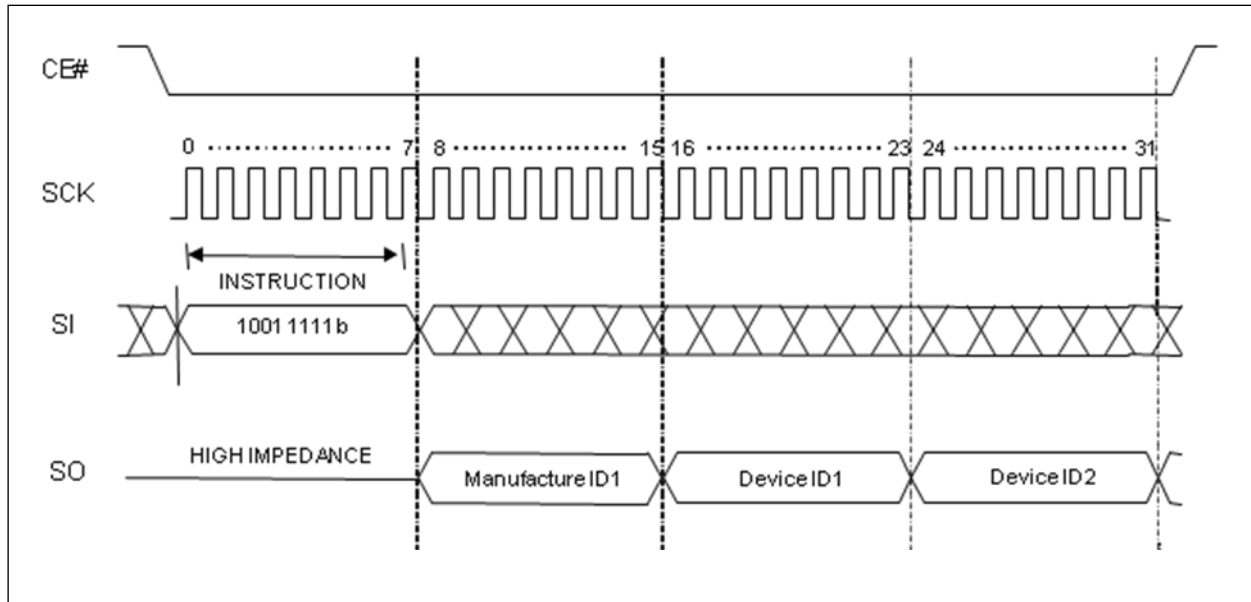 CE#
0 ........... 7 8 ........... 15 16 ........... 23 24 ........... 31
SCK
INSTRUCTION
SI
1001 1111 b
HIGH IMPEDANCE
SO
Manufacture ID1
Device ID1
Device ID2